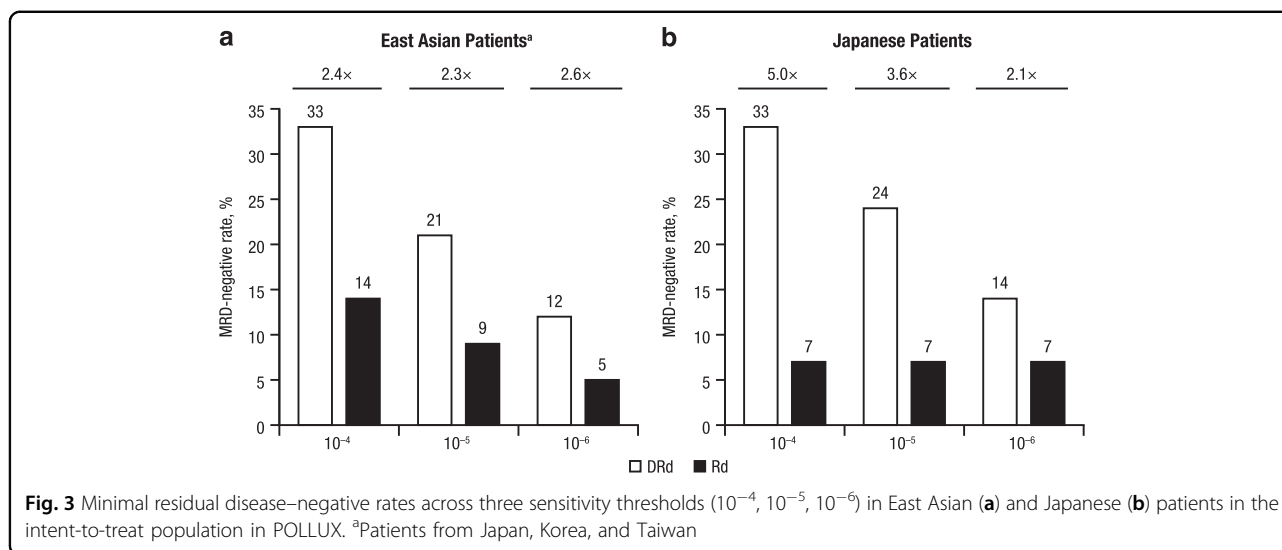 a East Asian Patientsᵃ
2.4× 2.3× 2.6×
MRD-negative rate, %
35
30
25
20
15
10
5
0
33 14 21 9 12 5
10⁻⁴ 10⁻⁵ 10⁻⁶
b Japanese Patients
5.0× 3.6× 2.1×
MRD-negative rate, %
35
30
25
20
15
10
5
0
33 7 24 7 14 7
10⁻⁴ 10⁻⁵ 10⁻⁶
DRd Rd
Fig. 3 Minimal residual disease–negative rates across three sensitivity thresholds (10⁻⁴, 10⁻⁵, 10⁻⁶) in East Asian (a) and Japanese (b) patients in the
intent-to-treat population in POLLUX. ᵃPatients from Japan, Korea, and Taiwan